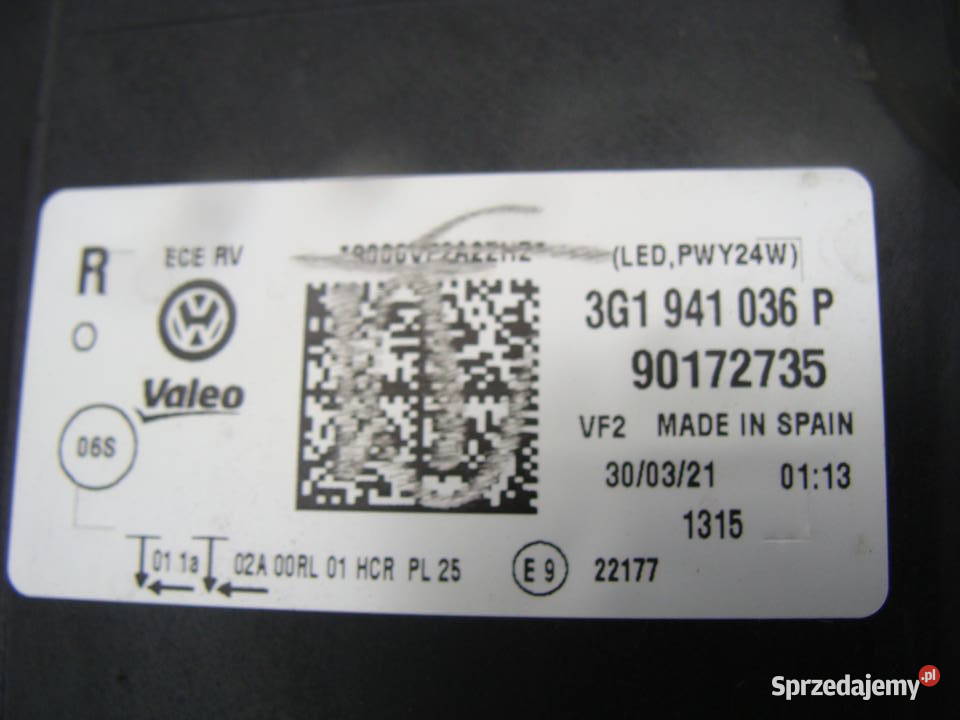 R
ECE RV
(LED,PWY24W)
O
3G1 941 036 P
90172735
Valeo
06S
VF2 MADE IN SPAIN
30/03/21 01:13
1315
01 1a 02A 00RL 01 HCR PL 25 E 9 22177
Sprzedajemy.pl